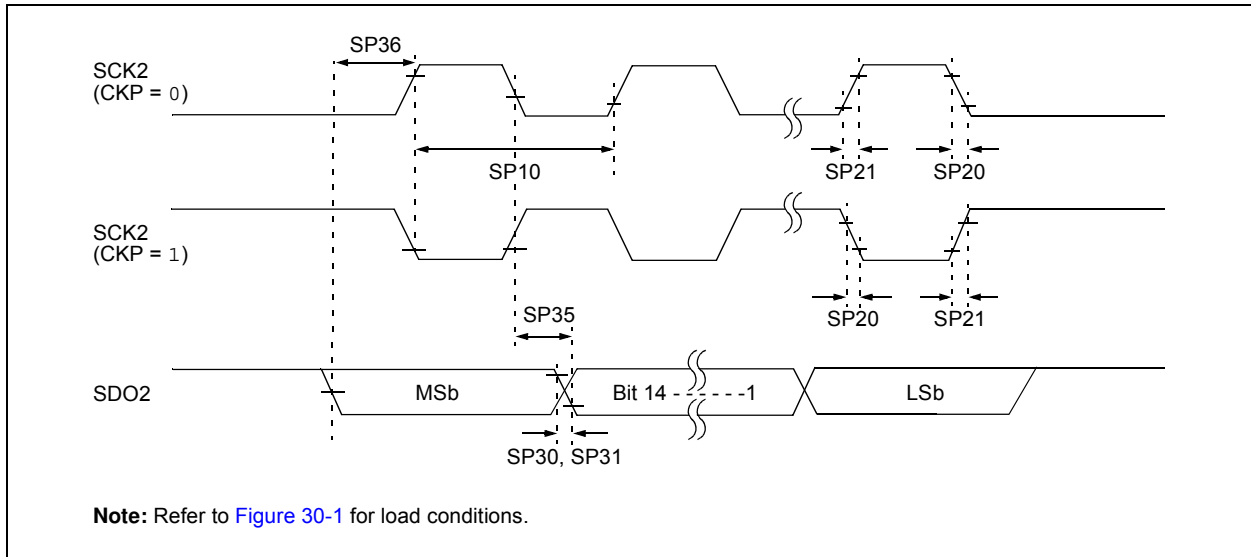 SP36
SCK2
(CKP = 0)
SP10
SP21
SP20
SCK2
(CKP = 1)
SP35
SP20
SP21
SDO2
MSb
Bit 14 - - - - - -1
LSb
SP30, SP31
Note: Refer to Figure 30-1 for load conditions.